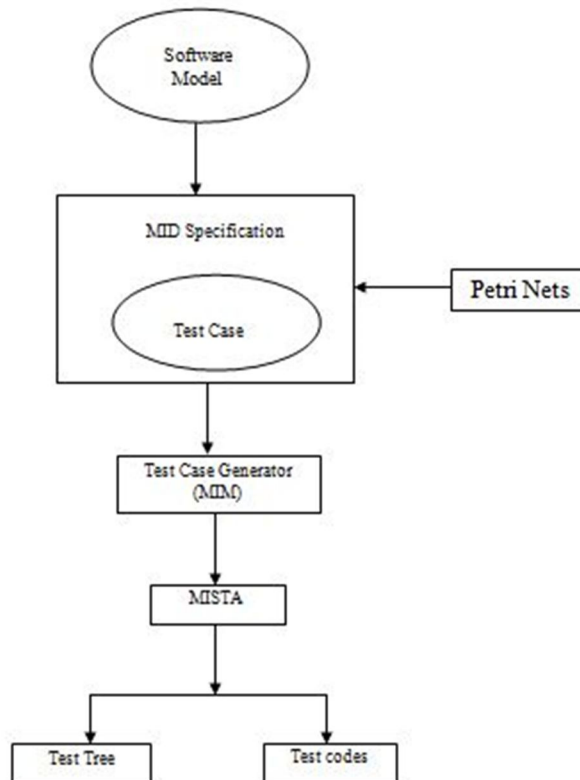 Software
Model
MID Specification
Petri Nets
Test Case
Test Case Generator
(MIM)
MISTA
Test Tree
Test codes